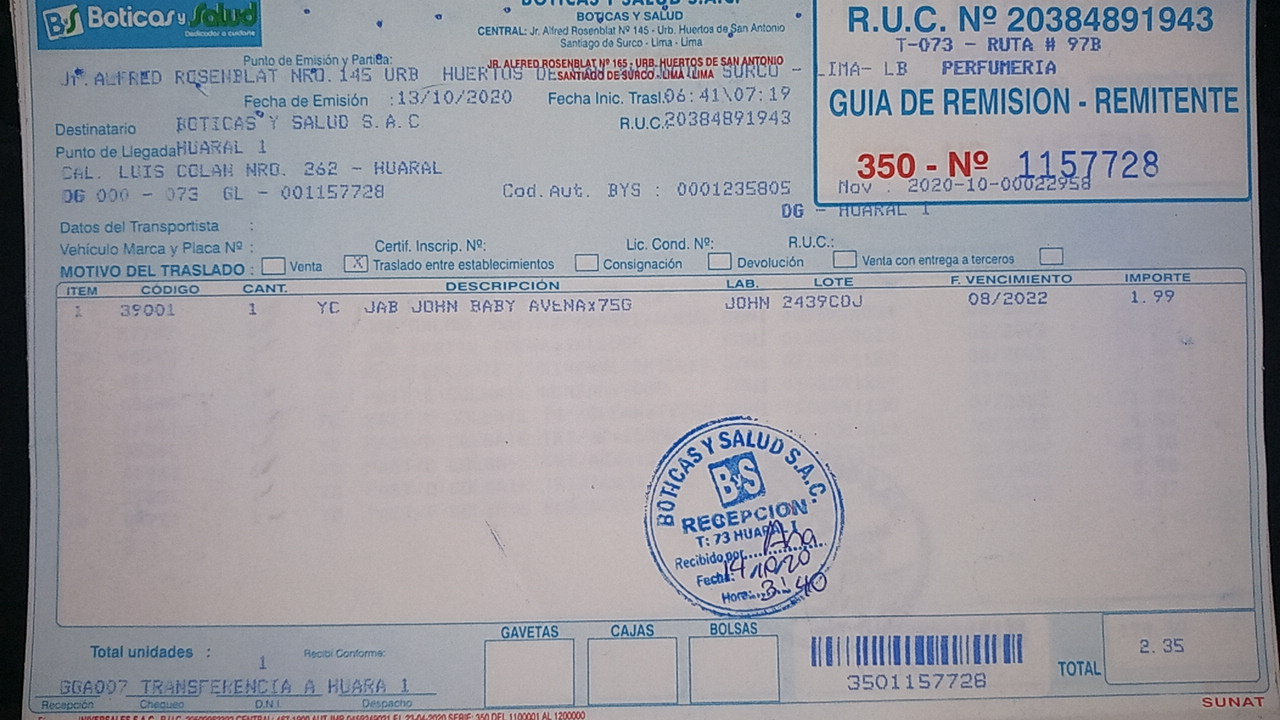 BS Boticas y Salud
Dedicados a cuidarte
BOTICAS Y SALUD S.A.C.
BOTICAS Y SALUD
CENTRAL: Jr. Alfred Rosenblat Nº 145 - Urb. Huertos de San Antonio
Santiago de Surco - Lima - Lima
R.U.C. Nº 20384891943
T-073 - RUTA # 97B
Punto de Emisión y Partida:
JR. ALFRED ROSENBLAT Nº 165 - URB. HUERTOS DE SAN ANTONIO
SANTIAGO DE SURCO - LIMA - LIMA
Jr. ALFRED ROSENBLAT NRO. 145 URB HUERTOS DE SURCO - LIMA- LB PERFUMERIA
Fecha de Emisión :13/10/2020 Fecha Inic. Trasl.06:41\07:19
GUIA DE REMISION - REMITENTE
Destinatario BOTICAS Y SALUD S.A.C R.U.C.20384891943
Punto de Llegada HUARAL 1
350 - Nº 1157728
CAL. LUIS COLAN NRO. 262 - HUARAL
DG 000 - 073 GL - 001157728 Cod.Aut. BYS : 0001235805 Nov : 2020-10-00022958
DG - HUARAL 1
Datos del Transportista :
Vehículo Marca y Placa Nº : Certif. Inscrip. Nº: Lic. Cond. Nº: R.U.C.:
MOTIVO DEL TRASLADO : Venta X Traslado entre establecimientos Consignación Devolución Venta con entrega a terceros
ITEM CÓDIGO CANT. DESCRIPCIÓN LAB. LOTE F. VENCIMIENTO IMPORTE
1 39001 1 YC JAB JOHN BABY AVENAx75G JOHN 2439CDJ 08/2022 1.99
BOTICAS Y SALUD S.A.C.
ByS
RECEPCION
T: 73 HUARAL 1
Recibido por Ana
Fecha: 14/10/20
Hora: 3:40
GAVETAS CAJAS BOLSAS
Total unidades : 1 Recibí Conforme:
TOTAL 2.35
GGA007 TRANSFERENCIA A HUARA 1
3501157728
Recepción Chequeo D.N.I. Despacho
SUNAT